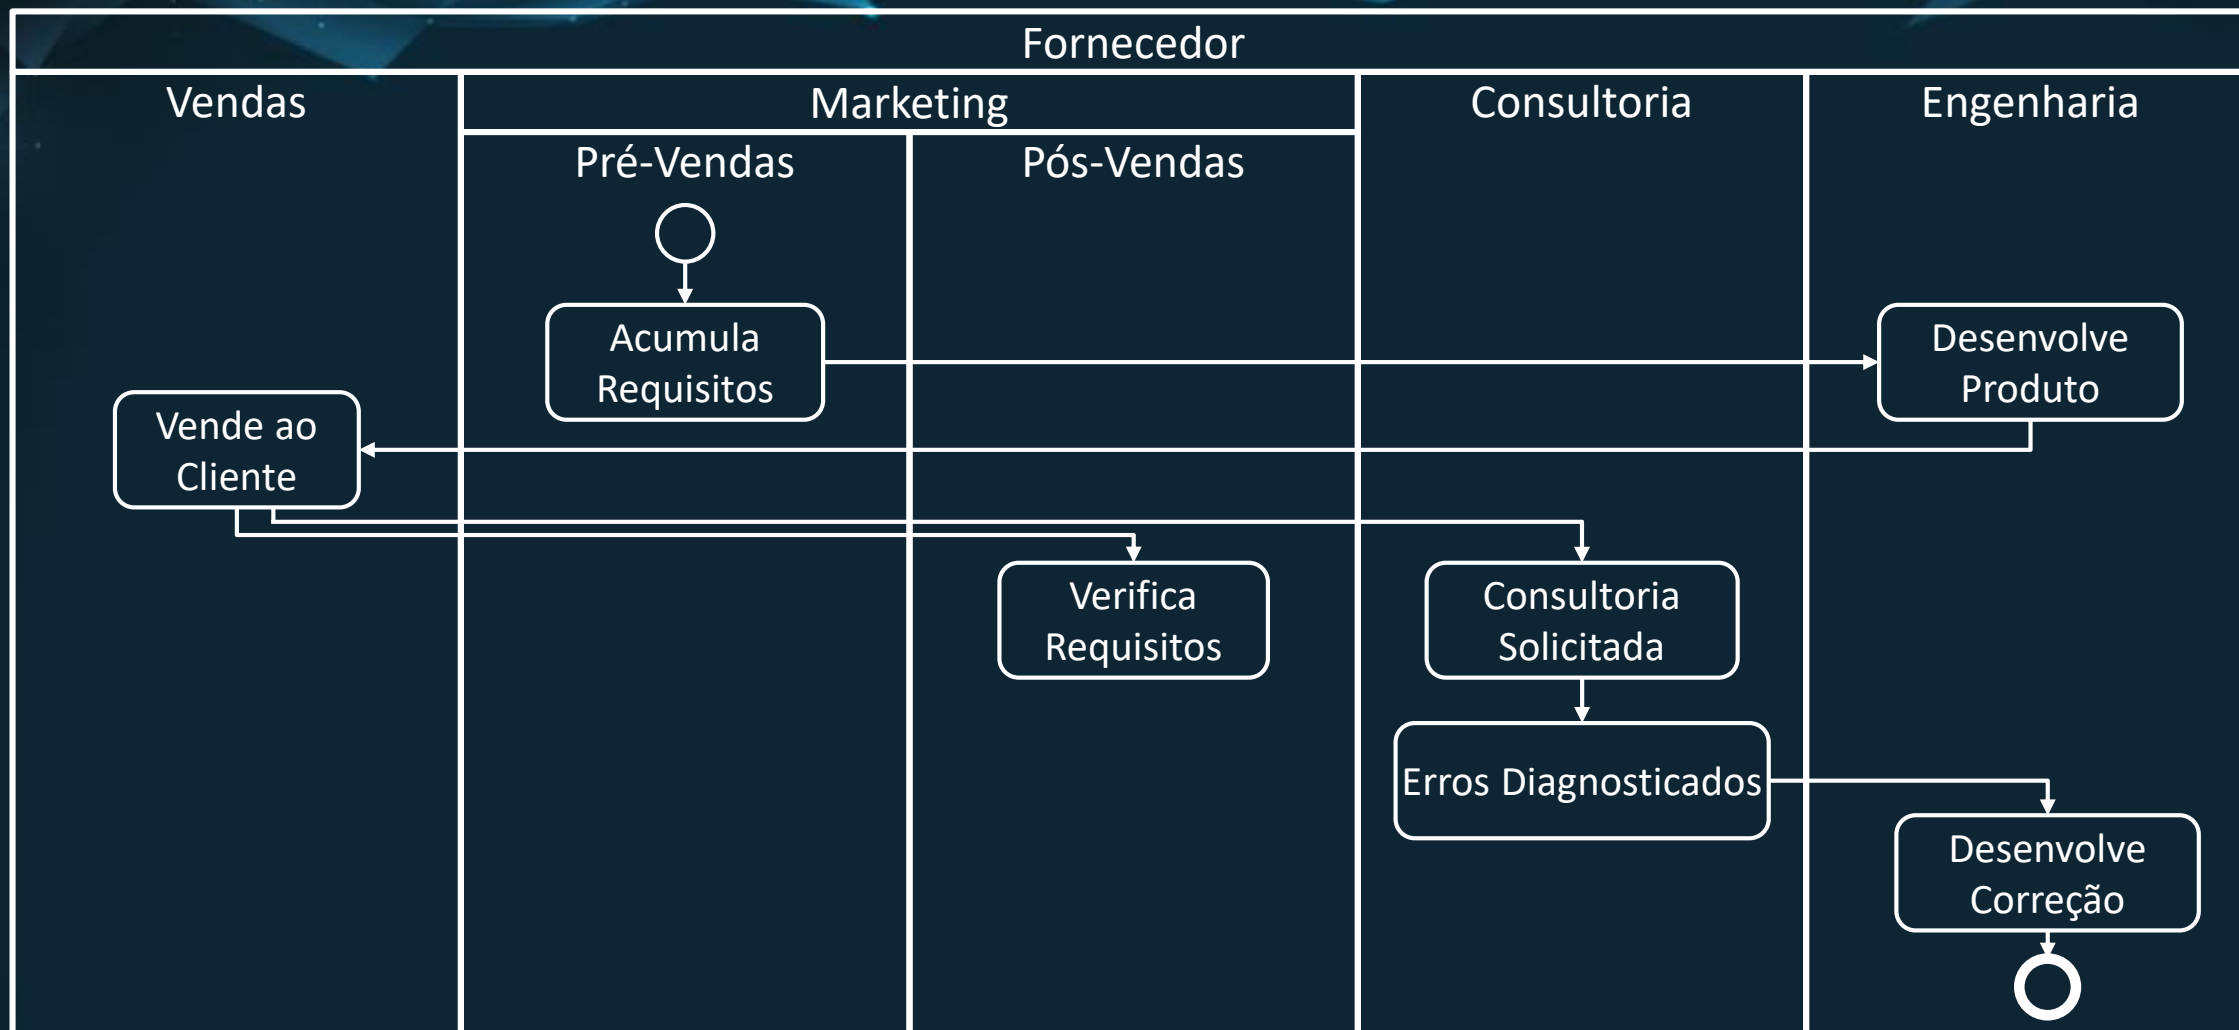 Fornecedor
Vendas
Marketing
Consultoria
Engenharia
Pré-Vendas
Pós-Vendas
Acumula
Requisitos
Desenvolve
Produto
Vende ao
Cliente
Verifica
Requisitos
Consultoria
Solicitada
Erros Diagnosticados
Desenvolve
Correção